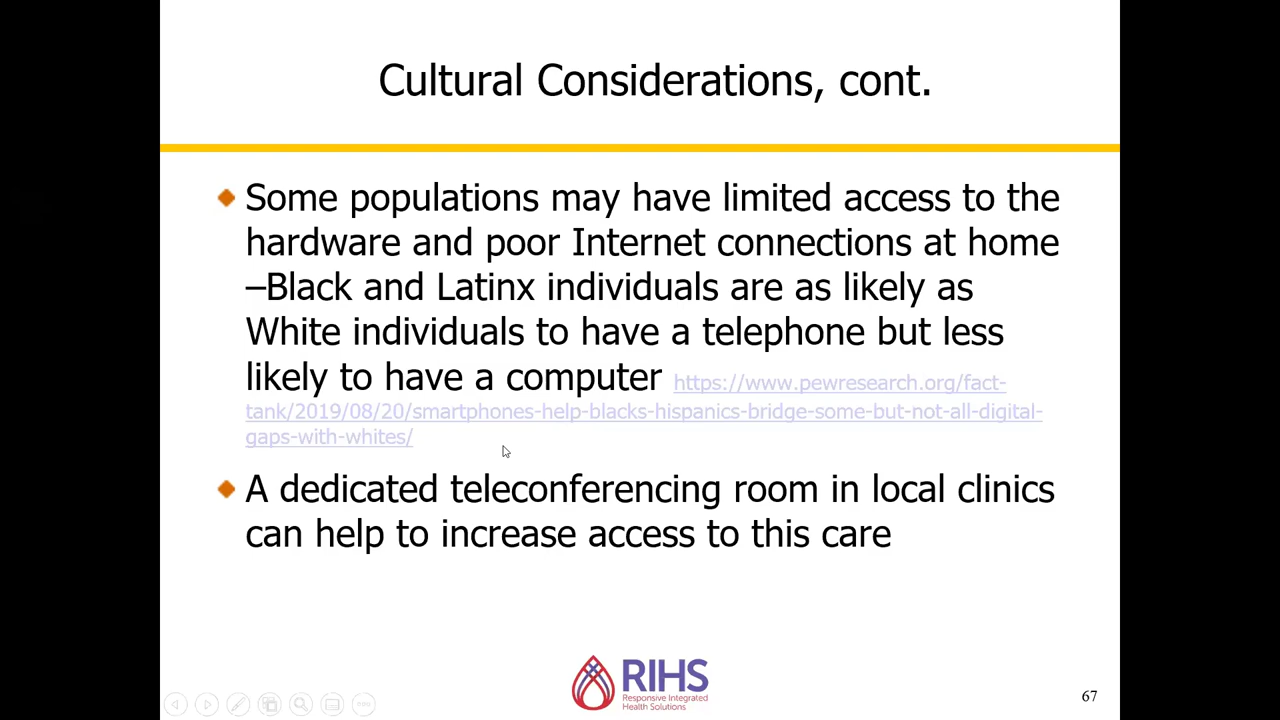 Cultural Considerations, cont.
Some populations may have limited access to the
hardware and poor Internet connections at home
–Black and Latinx individuals are as likely as
White individuals to have a telephone but less
likely to have a computer https://www.pewresearch.org/fact-
tank/2019/08/20/smartphones-help-blacks-hispanics-bridge-some-but-not-all-digital-
gaps-with-whites/
A dedicated teleconferencing room in local clinics
can help to increase access to this care
RIHS
Responsive Integrated
Health Solutions
67